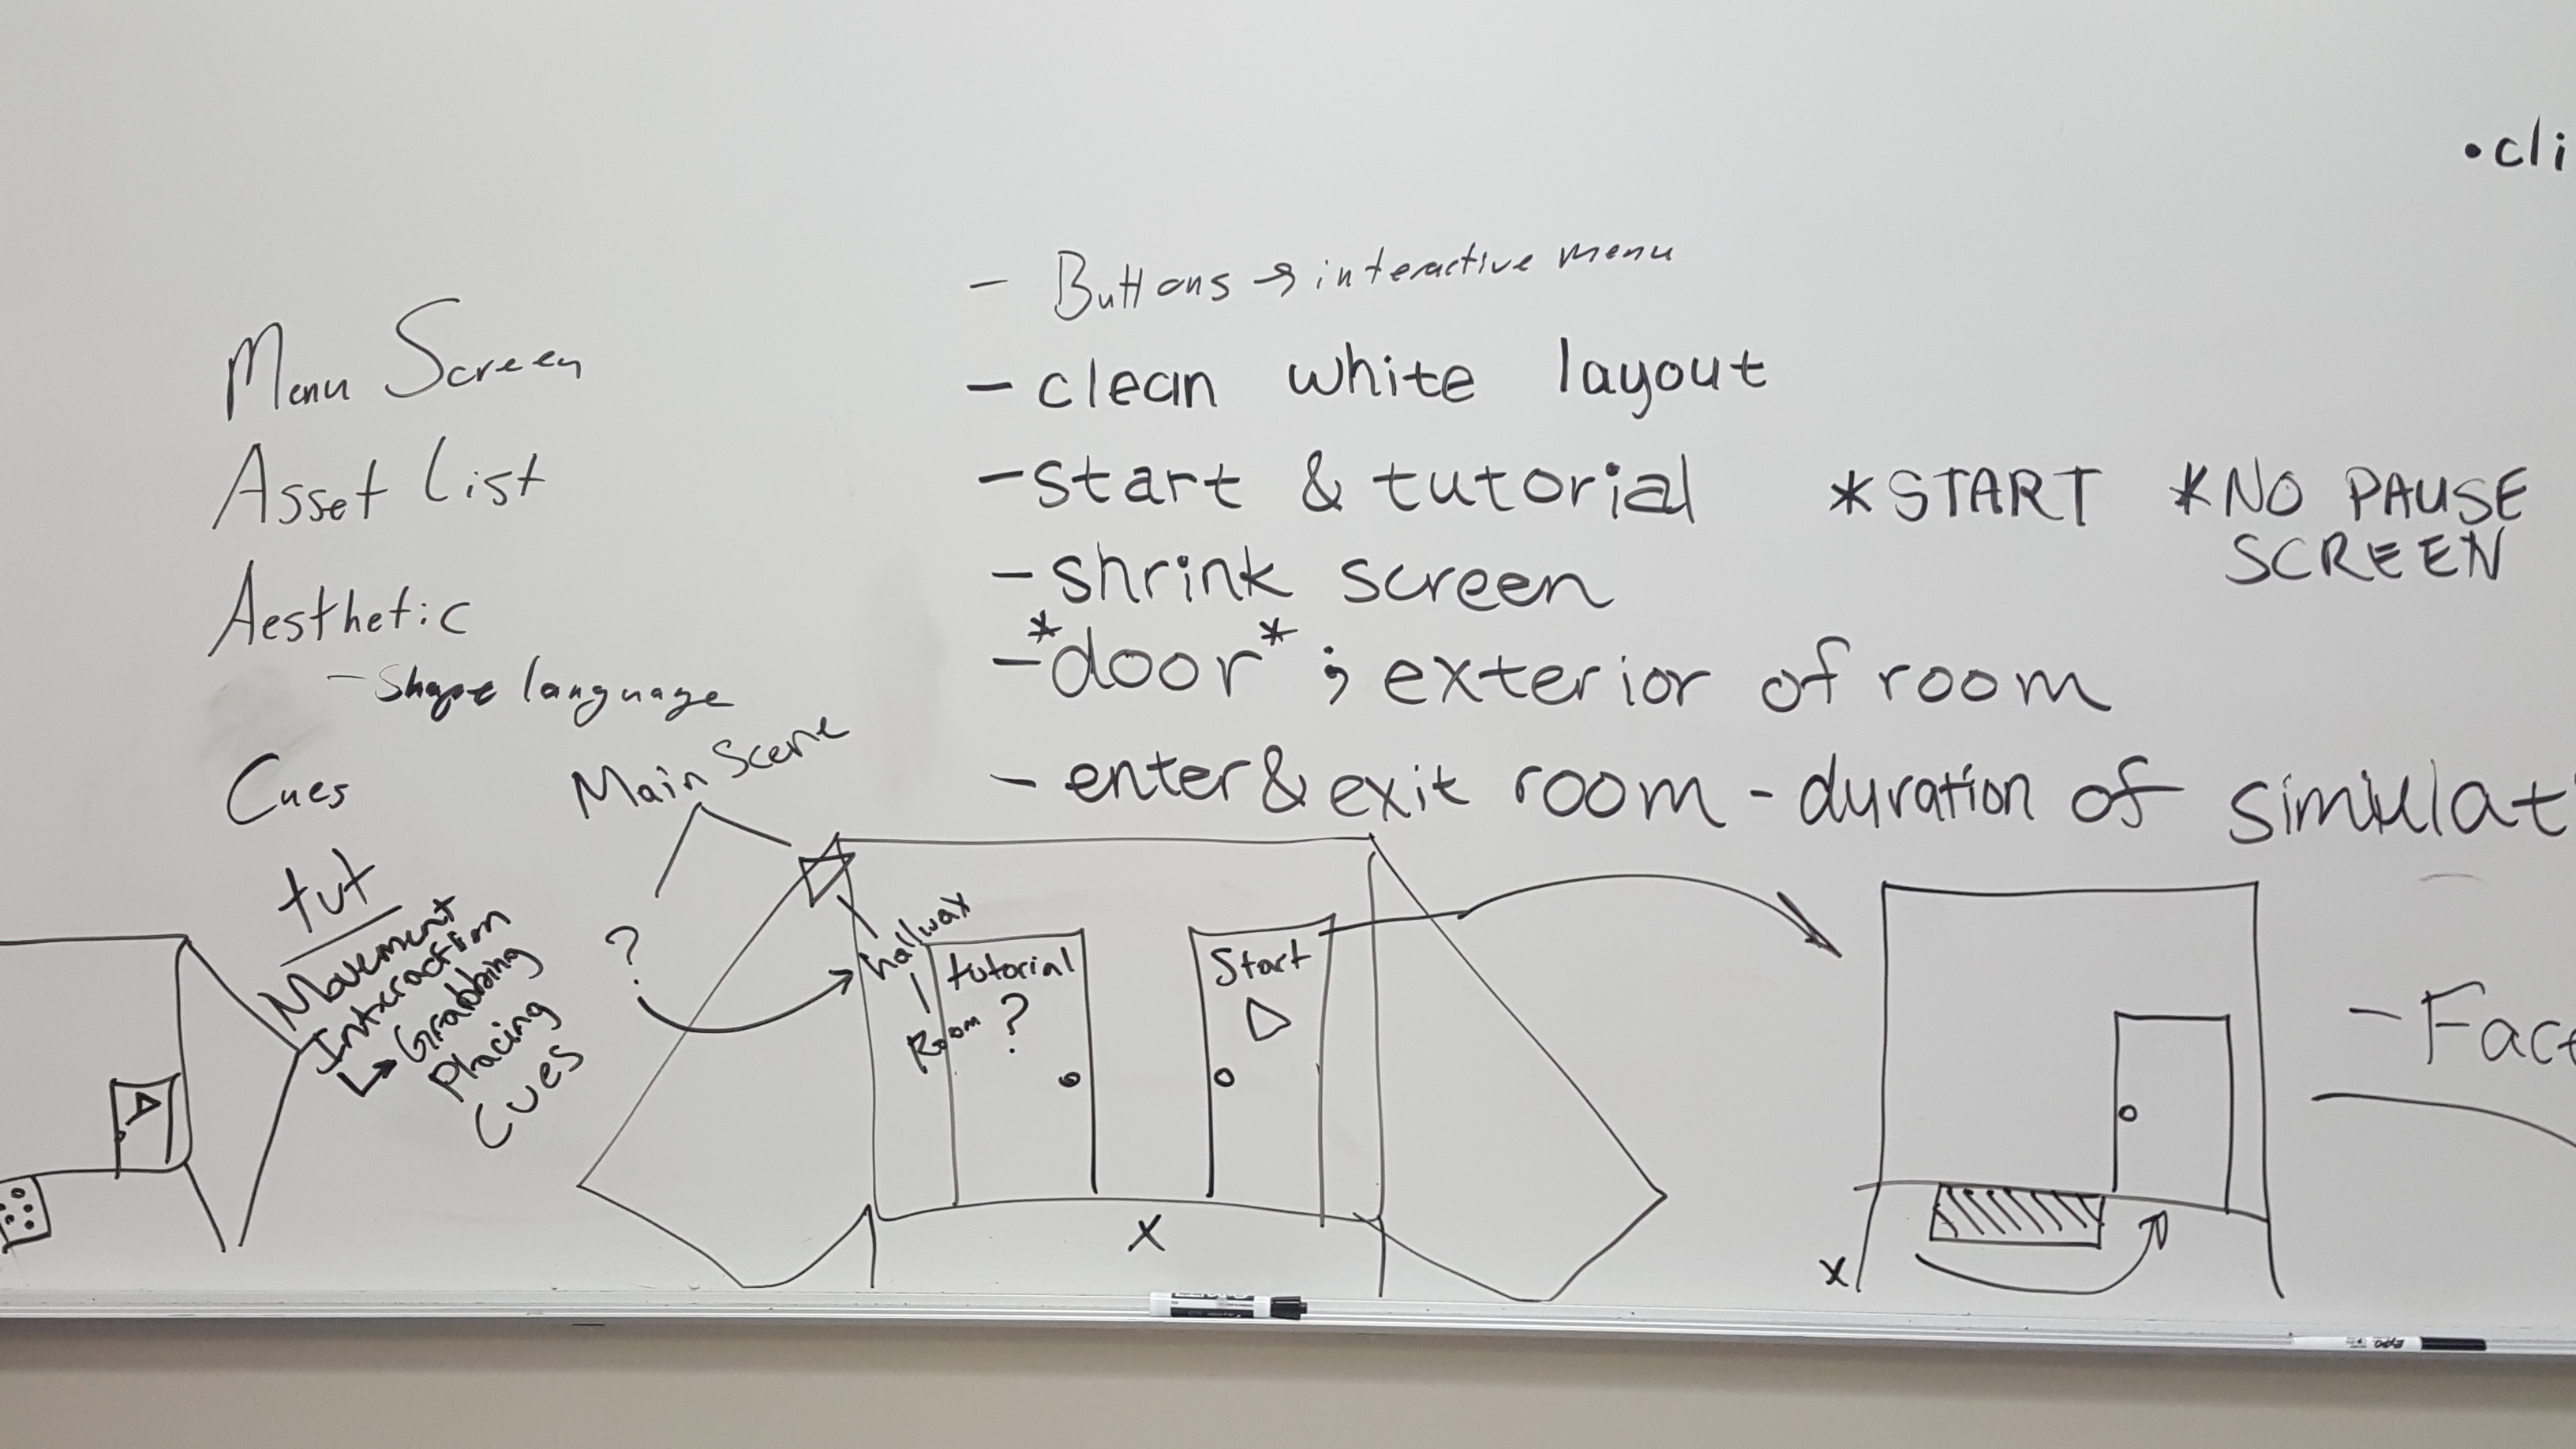 •cli
- Buttons → interactive menu
- clean white layout
- start & tutorial *START *NO PAUSE
SCREEN
- shrink screen
- *door* ; exterior of room
- enter & exit room - duration of simulat
Menu Screen
Asset List
Aesthetic
- Shape language
Cues
Main Scene
tut
Movement
Interaction
↳ Grabbing
Placing
Cues
?
hallway
Room
tutorial
?
Start
X
X
- Fac
A
EXPO